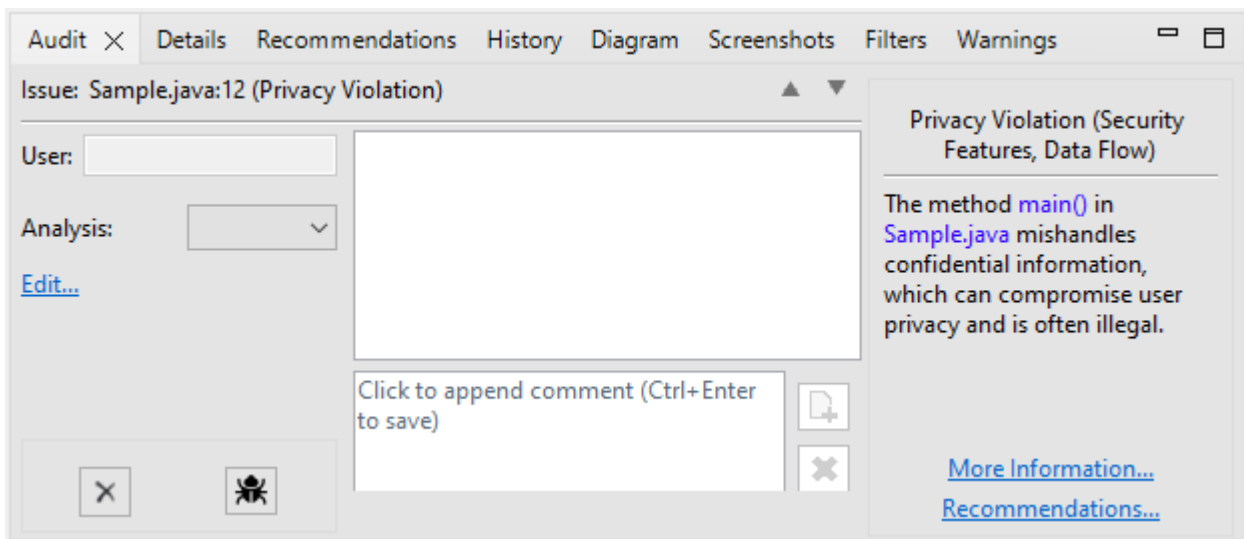 Audit Details Recommendations History Diagram Screenshots Filters Warnings
Issue: Sample.java:12 (Privacy Violation)
User:
Analysis:
Edit...
Click to append comment (Ctrl+Enter
to save)
Privacy Violation (Security
Features, Data Flow)
The method main() in
Sample.java mishandles
confidential information,
which can compromise user
privacy and is often illegal.
More Information...
Recommendations...